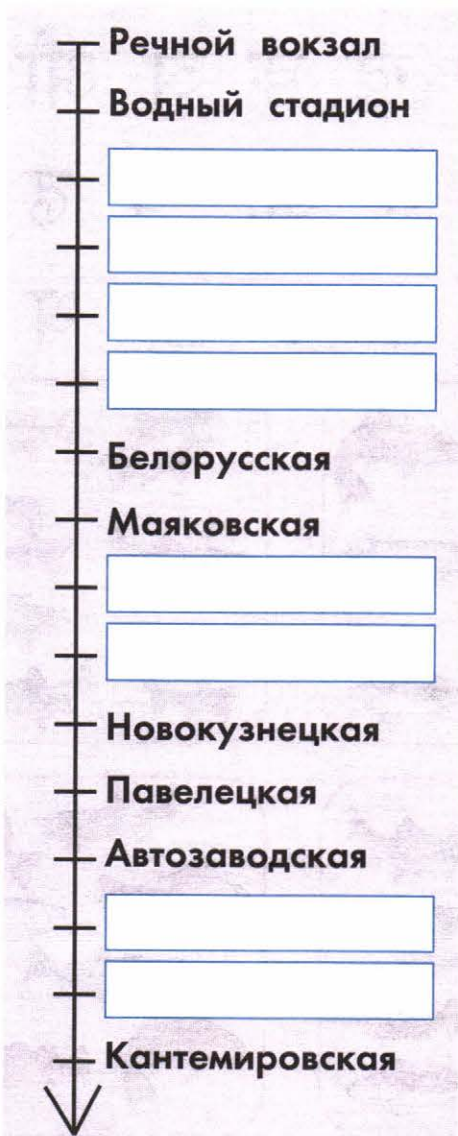 Речной вокзал
Водный стадион
Белорусская
Маяковская
Новокузнецкая
Павелецкая
Автозаводская
Кантемировская